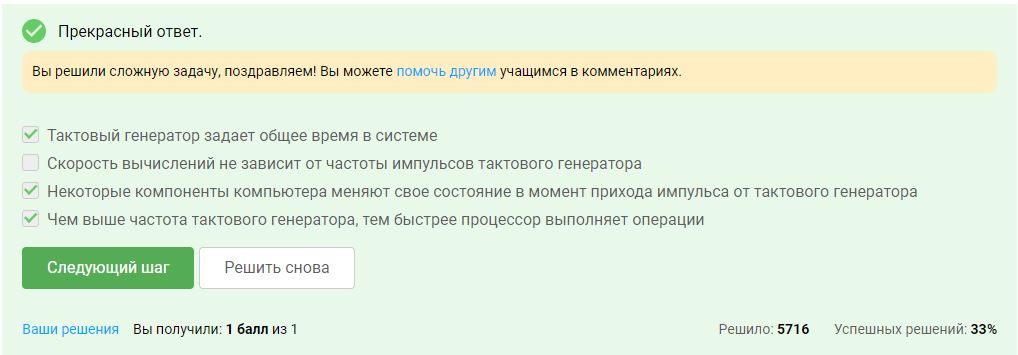 Прекрасный ответ.
Вы решили сложную задачу, поздравляем! Вы можете помочь другим учащимся в комментариях.
Тактовый генератор задает общее время в системе
Скорость вычислений не зависит от частоты импульсов тактового генератора
Некоторые компоненты компьютера меняют свое состояние в момент прихода импульса от тактового генератора
Чем выше частота тактового генератора, тем быстрее процессор выполняет операции
Следующий шаг Решить снова
Ваши решения Вы получили: 1 балл из 1 Решило: 5716 Успешных решений: 33%